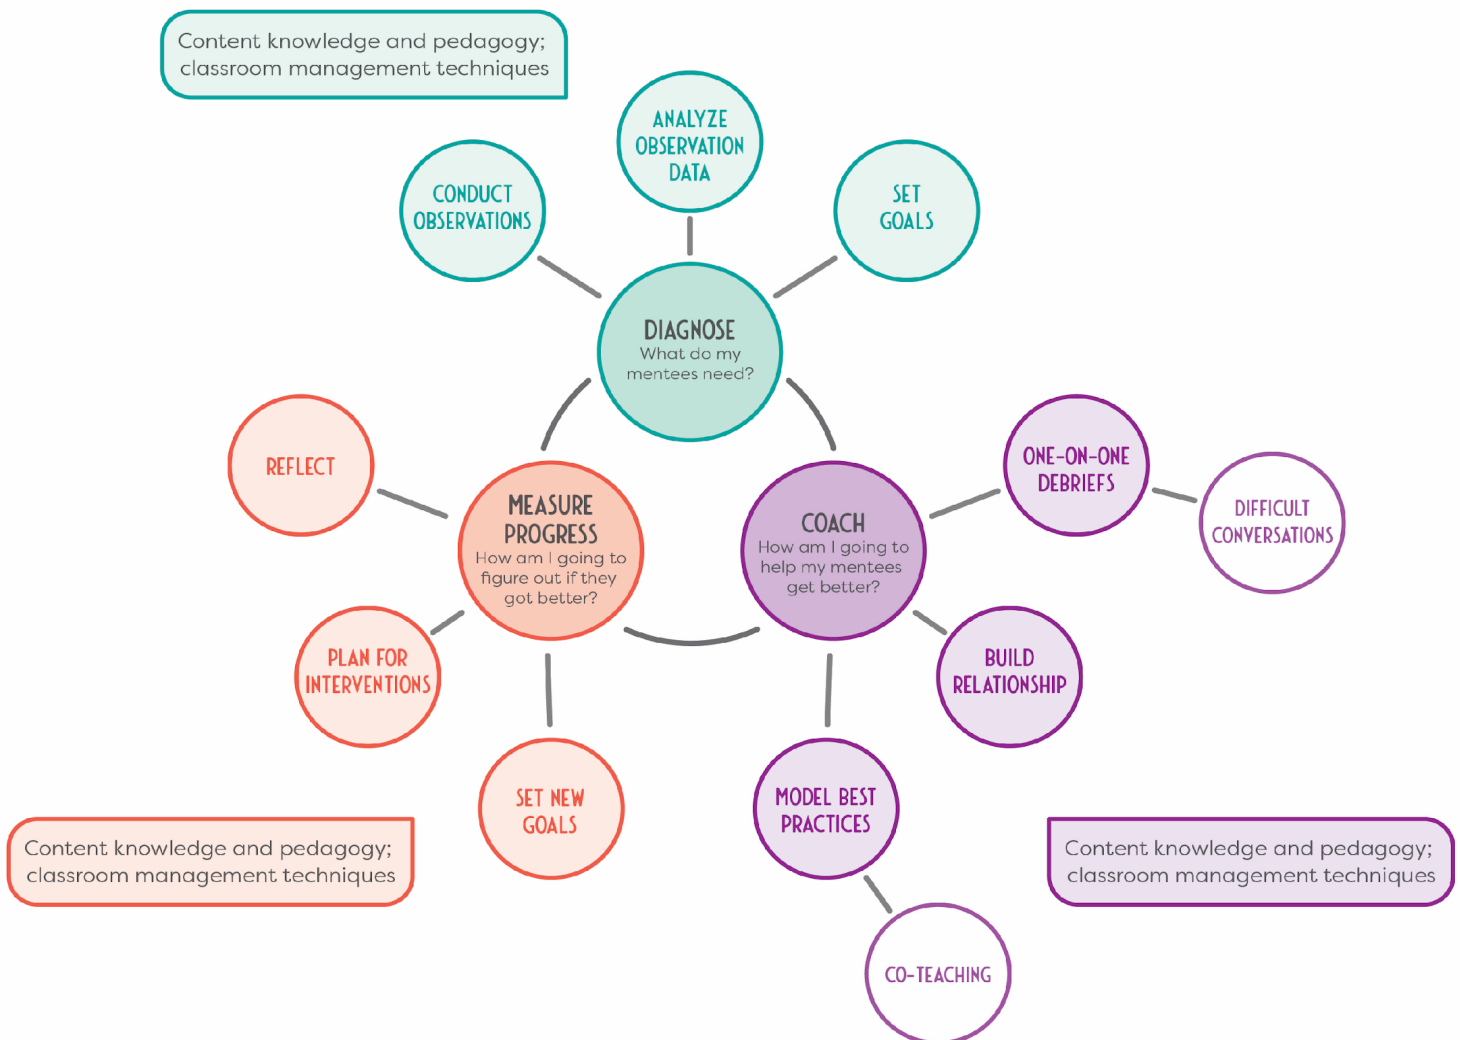 Content knowledge and pedagogy;
classroom management techniques
ANALYZE
OBSERVATION
DATA
CONDUCT
OBSERVATIONS
SET
GOALS
DIAGNOSE
What do my
mentees need?
REFLECT
MEASURE
PROGRESS
How am I going to
figure out if they
got better?
COACH
How am I going to
help my mentees
get better?
ONE-ON-ONE
DEBRIEFS
DIFFICULT
CONVERSATIONS
PLAN FOR
INTERVENTIONS
BUILD
RELATIONSHIP
SET NEW
GOALS
MODEL BEST
PRACTICES
Content knowledge and pedagogy;
classroom management techniques
Content knowledge and pedagogy;
classroom management techniques
CO-TEACHING